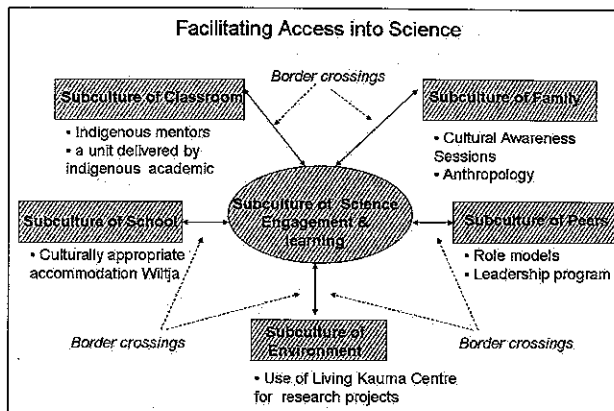 Facilitating Access into Science
Border crossings
Subculture of Classroom
• Indigenous mentors
• a unit delivered by
indigenous academic
Subculture of Family
• Cultural Awareness
Sessions
• Anthropology
Subculture of Science
Engagement &
learning
Subculture of School
• Culturally appropriate
accommodation Wiltja
Subculture of Peers
• Role models
• Leadership program
Border crossings
Subculture of
Environment
Border crossings
• Use of Living Kaurna Centre
for research projects